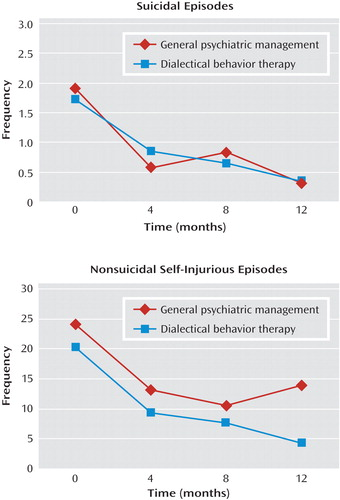 Suicidal Episodes
3.0
2.5
2.0
1.5
1.0
0.5
0
Frequency
General psychiatric management
Dialectical behavior therapy
0 4 8 12
Time (months)
Nonsuicidal Self-Injurious Episodes
30
25
20
15
10
5
0
Frequency
General psychiatric management
Dialectical behavior therapy
0 4 8 12
Time (months)